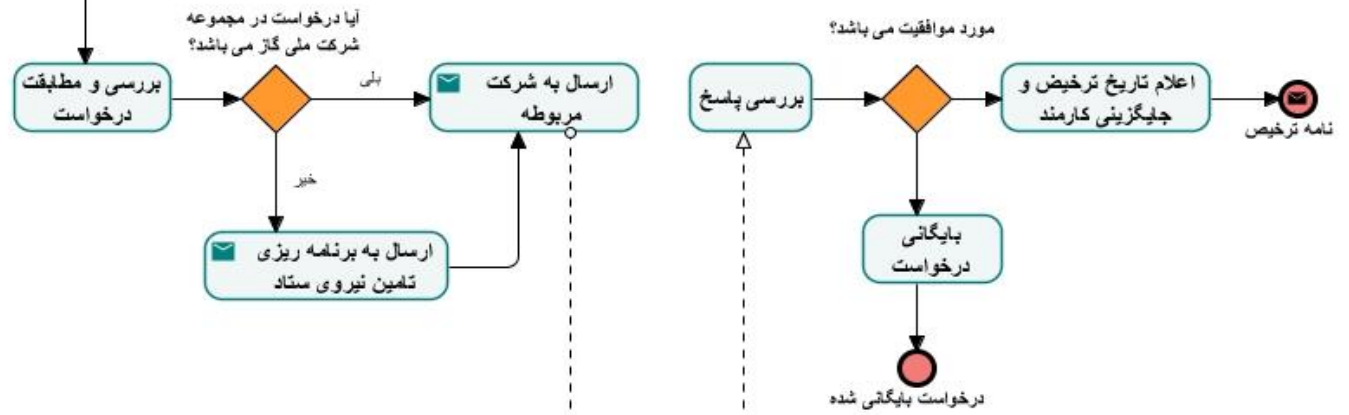 آیا درخواست در مجموعه
شرکت ملی گاز می باشد؟
بررسی و مطابقت
درخواست
بلی
ارسال به شرکت
مربوطه
خیر
ارسال به برنامه ریزی
تامین نیروی ستاد
بررسی پاسخ
مورد موافقیت می باشد؟
اعلام تاریخ ترخیض و
جایگزینی کارمند
نامه ترخیص
بایگانی
درخواست
درخواست بایگانی شده